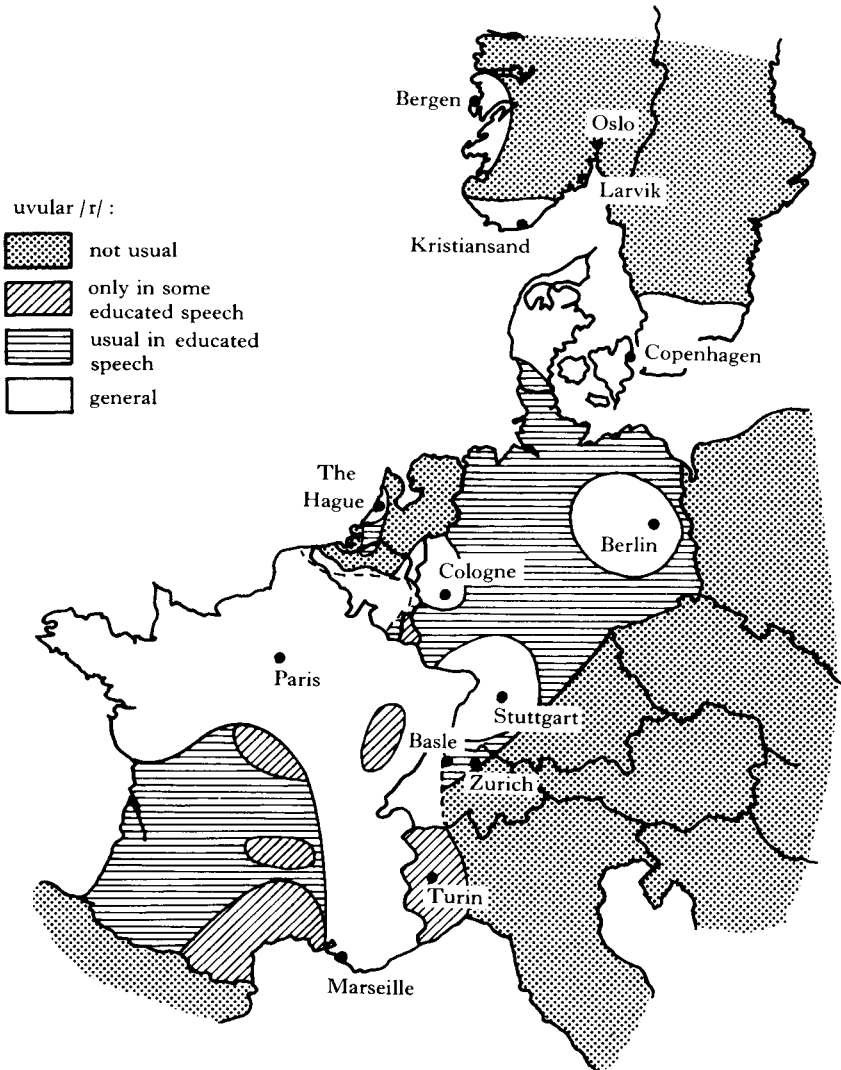 Bergen
Oslo
Larvik
Kristiansand
uvular /r/ :
not usual
only in some
educated speech
usual in educated
speech
general
Copenhagen
The
Hague
Berlin
Cologne
Paris
Stuttgart
Basle
Zurich
Turin
Marseille